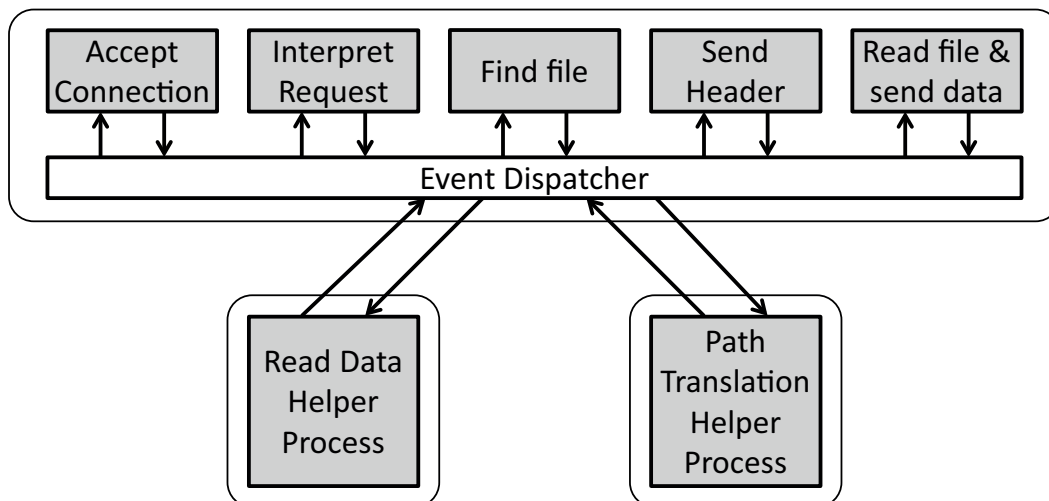 Accept
Connection
Interpret
Request
Find file
Send
Header
Read file &
send data
Event Dispatcher
Read Data
Helper
Process
Path
Translation
Helper
Process